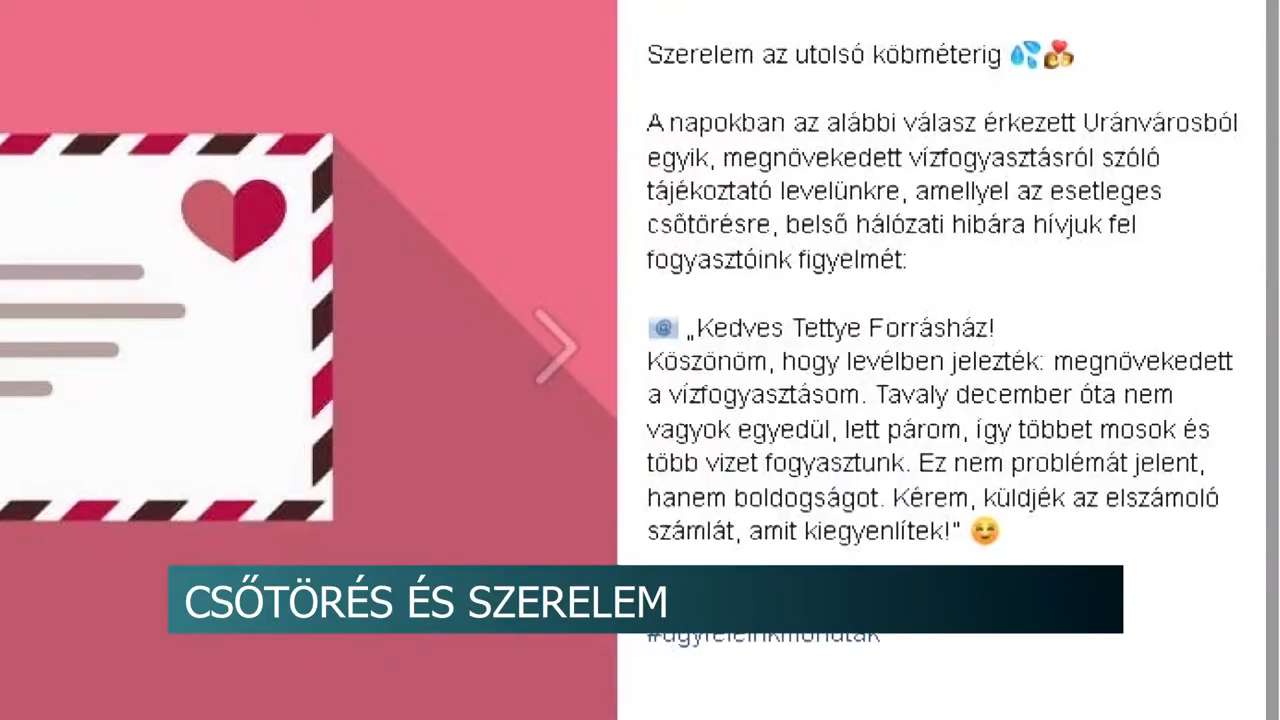 Szerelem az utolsó köbméterig 💦💏
A napokban az alábbi válasz érkezett Uránvárosból
egyik, megnövekedett vízfogyasztásról szóló
tájékoztató levelünkre, amellyel az esetleges
csőtörésre, belső hálózati hibára hívjuk fel
fogyasztóink figyelmét:
📧 „Kedves Tettye Forrásház!
Köszönöm, hogy levélben jelezték: megnövekedett
a vízfogyasztásom. Tavaly december óta nem
vagyok egyedül, lett párom, így többet mosok és
több vizet fogyasztunk. Ez nem problémát jelent,
hanem boldogságot. Kérem, küldjék az elszámoló
számlát, amit kiegyenlítek!" 😊
CSŐTÖRÉS ÉS SZERELEM
#ügyfeleinkmondták